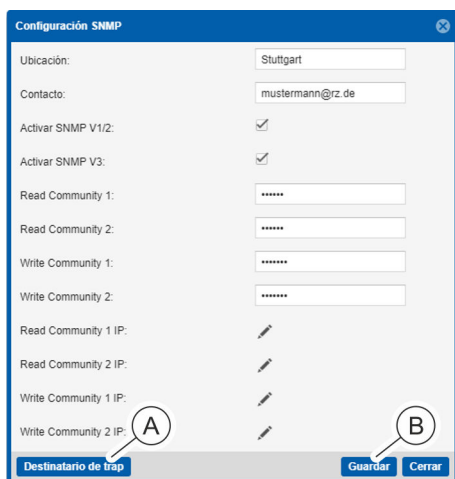 Configuración SNMP
Ubicación: Stuttgart
Contacto: mustermann@rz.de
Activar SNMP V1/2:
Activar SNMP V3:
Read Community 1: ••••••
Read Community 2: ••••••
Write Community 1: •••••••
Write Community 2: •••••••
Read Community 1 IP:
Read Community 2 IP:
Write Community 1 IP:
Write Community 2 IP:
A B
Destinatario de trap Guardar Cerrar